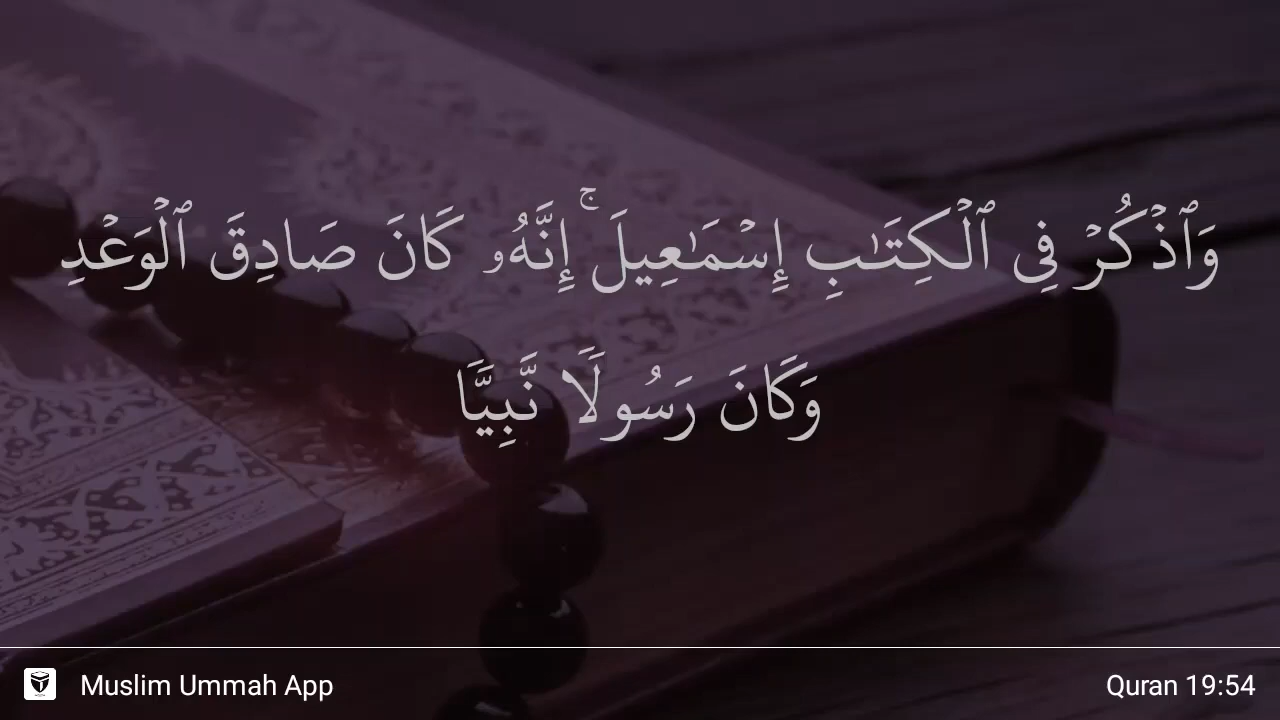 وَٱذۡكُرۡ فِى ٱلۡكِتَـٰبِ إِسۡمَـٰعِيلَۚ إِنَّهُۥ كَانَ صَادِقَ ٱلۡوَعۡدِ
وَكَانَ رَسُولًا نَّبِيًّا
Muslim Ummah App
Quran 19:54